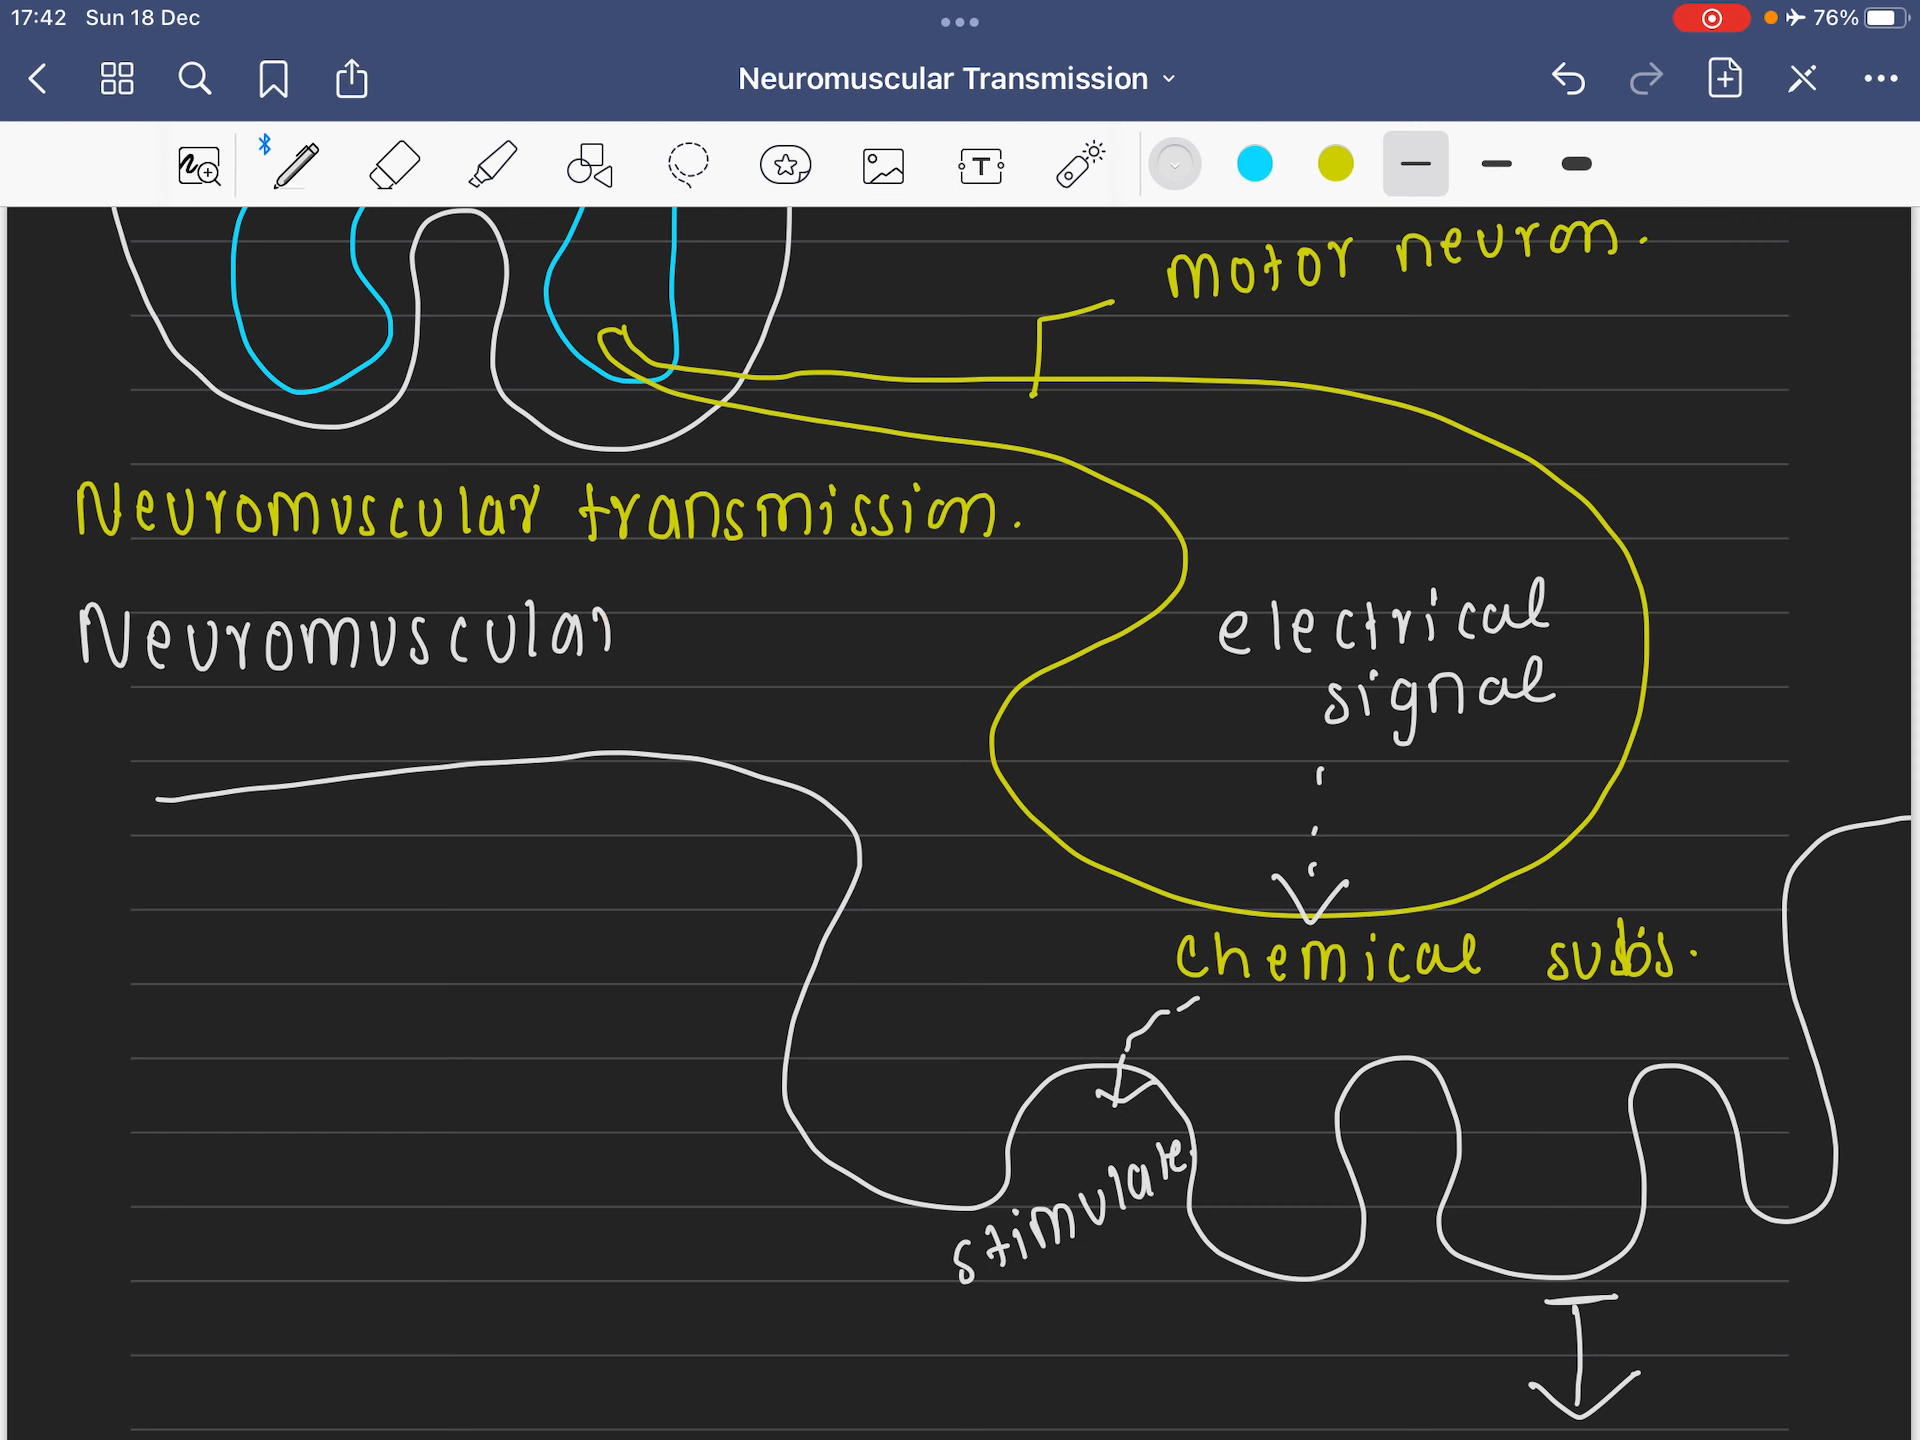 17:42 Sun 18 Dec
76%
Neuromuscular Transmission
T
motor neuron.
Neuromuscular transmission.
Neuromuscular
electrical
signal
chemical subs.
stimulate